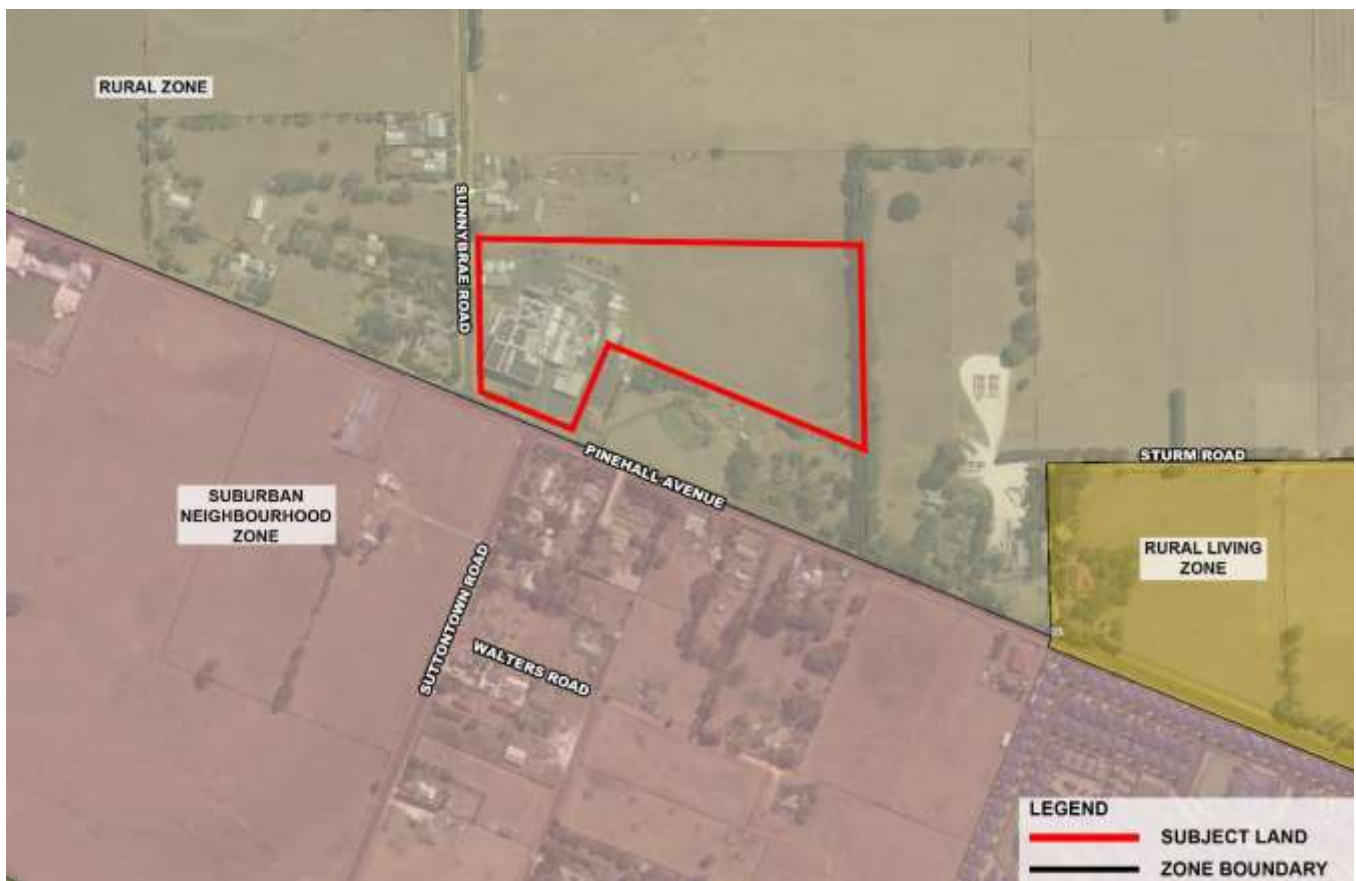 RURAL ZONE
SUNNYBRAE ROAD
PINEHALL AVENUE
STURM ROAD
SUBURBAN
NEIGHBOURHOOD
ZONE
RURAL LIVING
ZONE
SUTTONTOWN ROAD
WALTERS ROAD
LEGEND
SUBJECT LAND
ZONE BOUNDARY